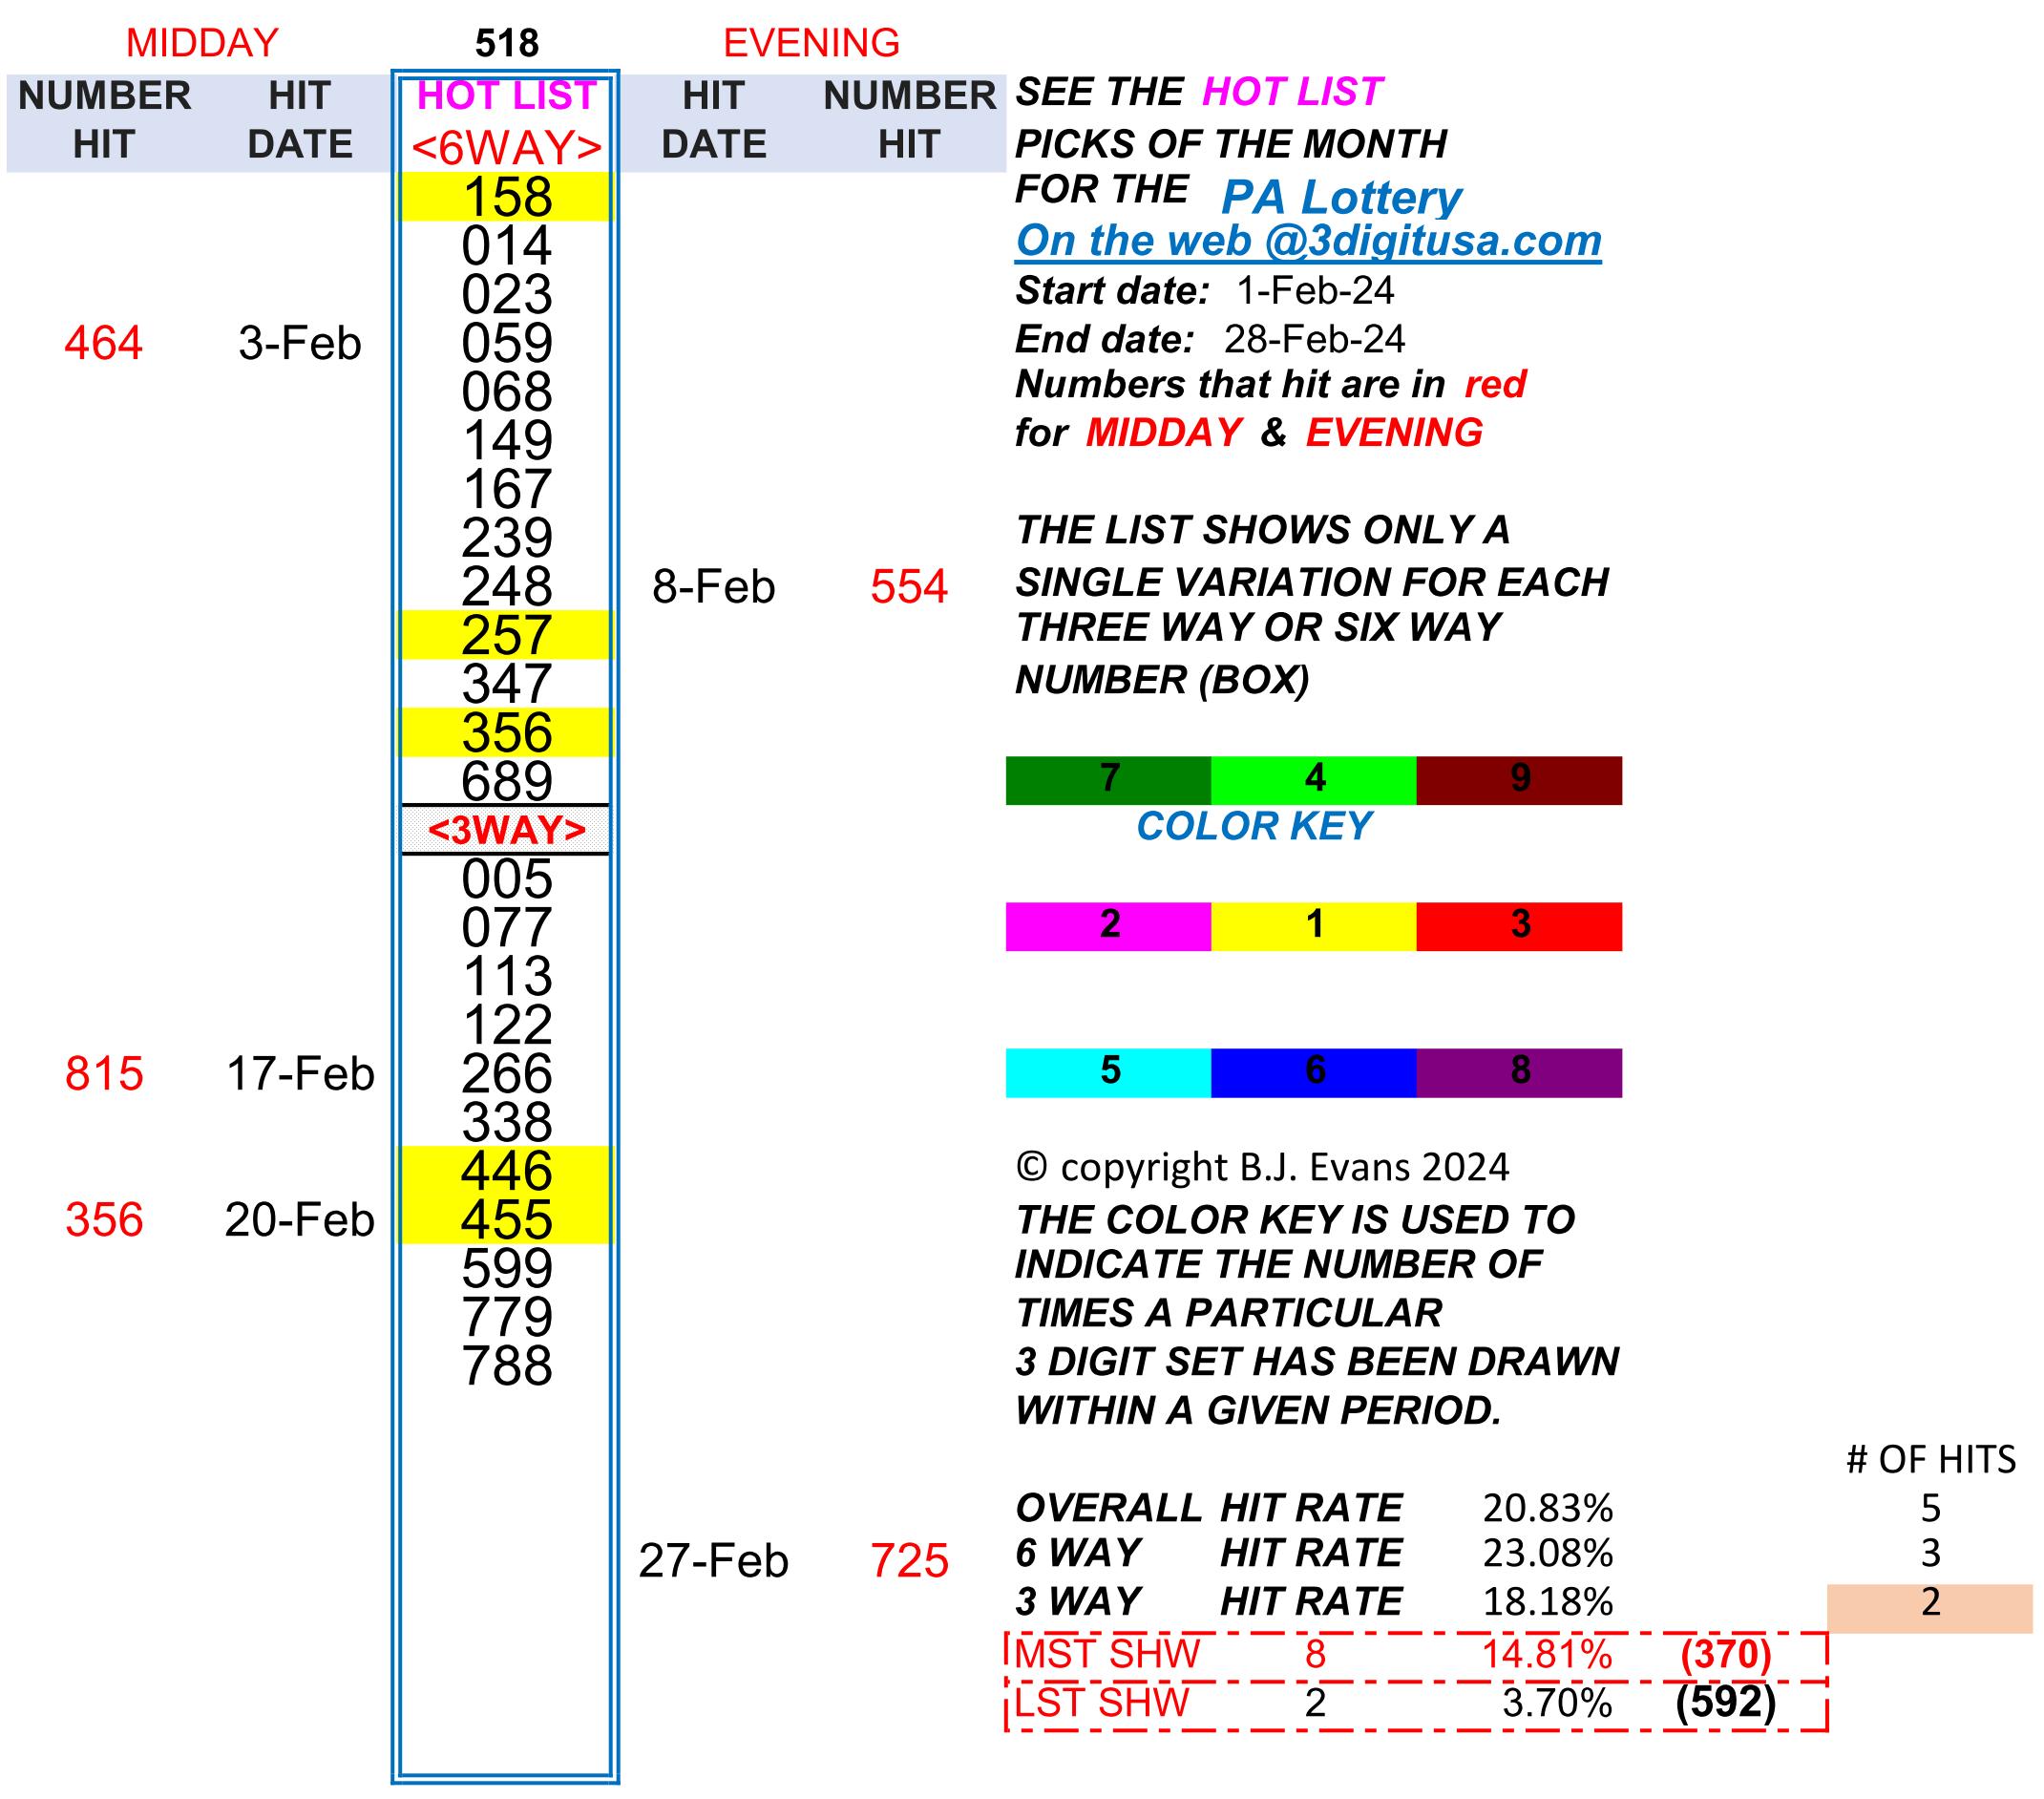 MIDDAY 518 EVENING
NUMBER HIT HOT LIST HIT NUMBER SEE THE HOT LIST
HIT DATE <6WAY> DATE HIT PICKS OF THE MONTH
158 FOR THE PA Lottery
014 On the web @3digitusa.com
023 Start date: 1-Feb-24
464 3-Feb 059 End date: 28-Feb-24
068 Numbers that hit are in red
149 for MIDDAY & EVENING
167
239 THE LIST SHOWS ONLY A
248 8-Feb 554 SINGLE VARIATION FOR EACH
257 THREE WAY OR SIX WAY
347 NUMBER (BOX)
356
689 7 4 9
<3WAY> COLOR KEY
005
077 2 1 3
113
122
815 17-Feb 266 5 6 8
338
446 © copyright B.J. Evans 2024
356 20-Feb 455 THE COLOR KEY IS USED TO
599 INDICATE THE NUMBER OF
779 TIMES A PARTICULAR
788 3 DIGIT SET HAS BEEN DRAWN
WITHIN A GIVEN PERIOD.
# OF HITS
OVERALL HIT RATE 20.83% 5
27-Feb 725 6 WAY HIT RATE 23.08% 3
3 WAY HIT RATE 18.18% 2
MST SHW 8 14.81% (370)
LST SHW 2 3.70% (592)